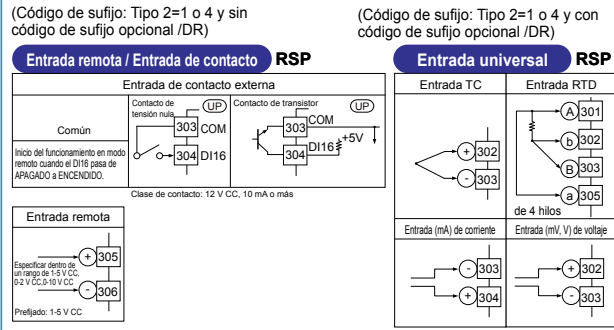 (Código de sufijo: Tipo 2=1 o 4 y sin
código de sufijo opcional /DR)
Entrada remota / Entrada de contacto RSP
Entrada de contacto externa
Común
Inicio del funcionamiento en modo
remoto cuando el DI16 pasa de
APAGADO a ENCENDIDO.
Contacto de
tensión nula
UP
303 COM
304 DI16
Contacto de transistor
UP
303 COM
+5V
304 DI16
Clase de contacto: 12 V CC, 10 mA o más
Entrada remota
+ 305
Especificar dentro de
un rango de 1-5 V CC,
0-2 V CC,0-10 V CC
- 306
Prefijado: 1-5 V CC
(Código de sufijo: Tipo 2=1 o 4 y con
código de sufijo opcional /DR)
Entrada universal RSP
Entrada TC
+ 302
- 303
Entrada RTD
A 301
b 302
B 303
a 305
de 4 hilos
Entrada (mA) de corriente
- 303
+ 304
Entrada (mV, V) de voltaje
+ 302
- 303